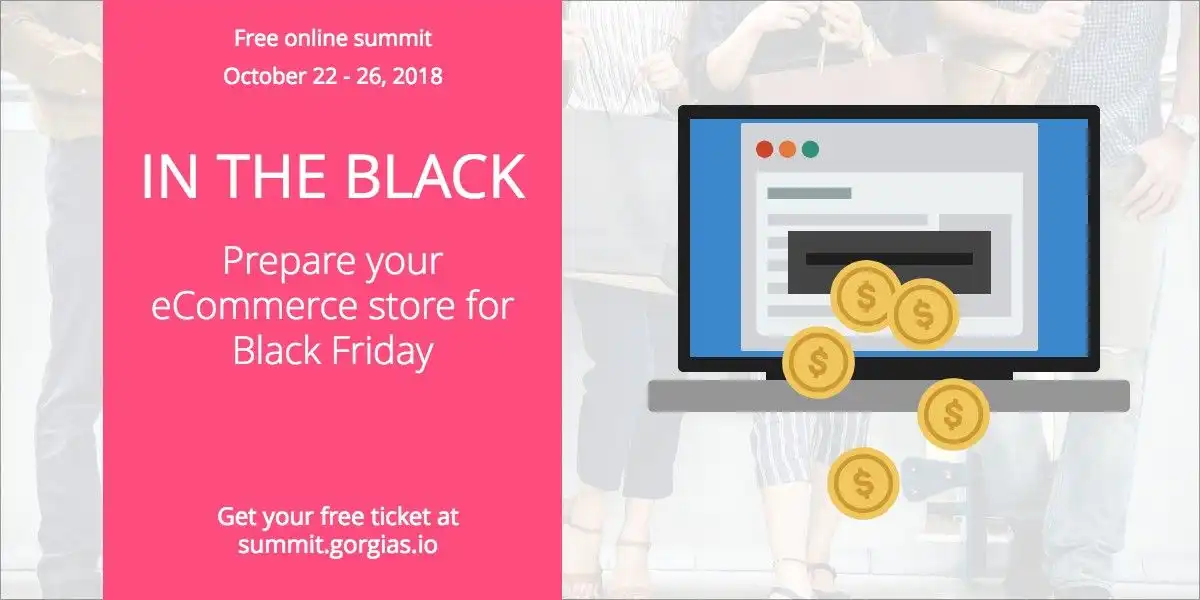 Free online summit
October 22 - 26, 2018
IN THE BLACK
Prepare your
eCommerce store for
Black Friday
Get your free ticket at
summit.gorgias.io
$
$
$
$
$